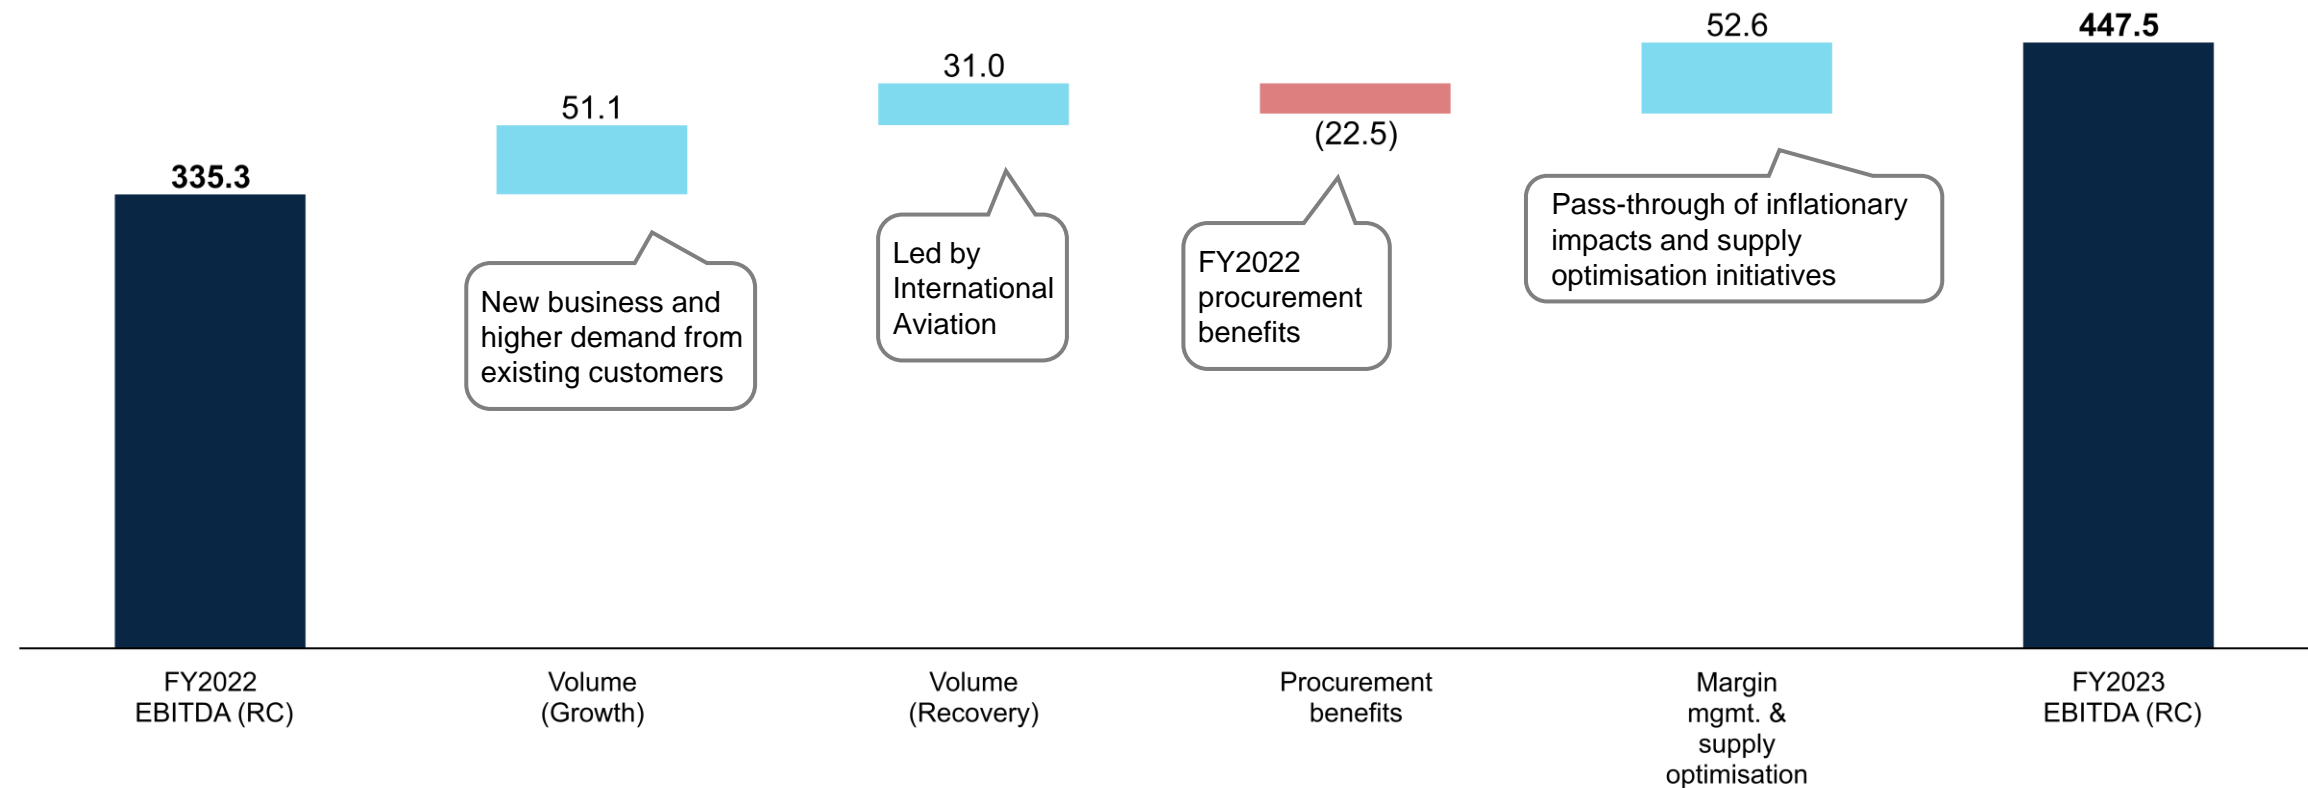 335.3
51.1
31.0
(22.5)
52.6
447.5
New business and
higher demand from
existing customers
Led by
International
Aviation
FY2022
procurement
benefits
Pass-through of inflationary
impacts and supply
optimisation initiatives
FY2022
EBITDA (RC)
Volume
(Growth)
Volume
(Recovery)
Procurement
benefits
Margin
mgmt. &
supply
optimisation
FY2023
EBITDA (RC)